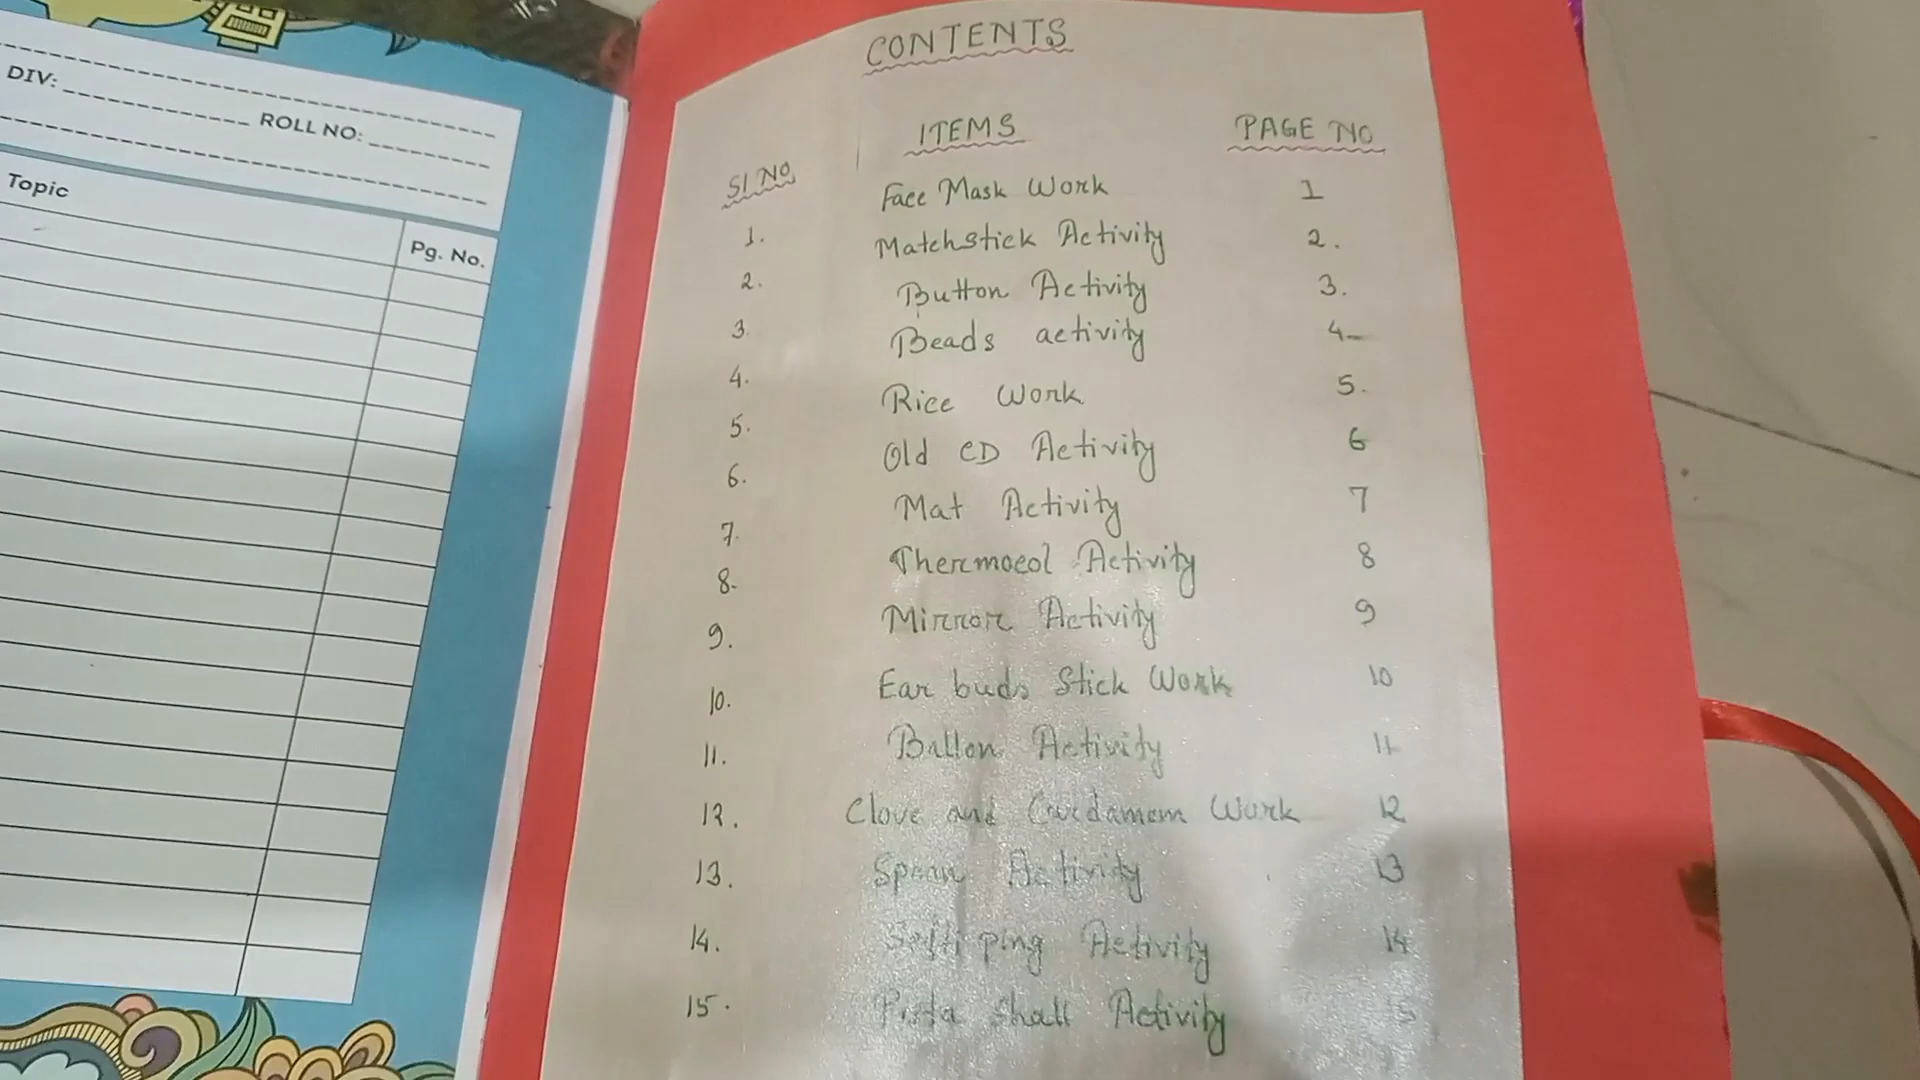 DIV: ROLL NO:
Topic Pg. No.
CONTENTS
SI NO. ITEMS PAGE NO
1. Face Mask Work 1
2. Matchstick Activity 2.
3. Button Activity 3.
4. Beads activity 4
5. Rice Work 5.
6. Old CD Activity 6
7. Mat Activity 7
8. Thermocol Activity 8
9. Mirror Activity 9
10. Ear buds Stick Work 10
11. Ballon Activity 11
12. Clove and Cardamom Work 12
13. Activity 13
14. Activity 14
15. Pista shall Activity